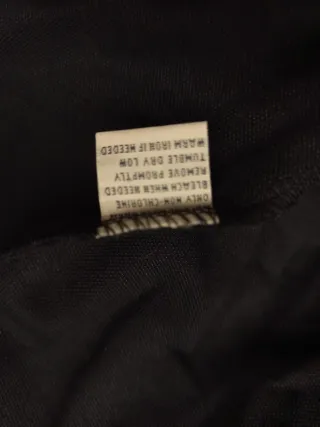 ONLY NON-CHLORINE
BLEACH WHEN NEEDED
REMOVE PROMPTLY
TUMBLE DRY LOW
WARM IRON IF NEEDED